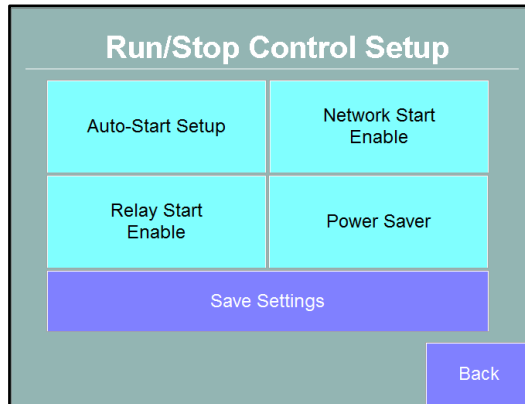 Run/Stop Control Setup
Auto-Start Setup
Network Start
Enable
Relay Start
Enable
Power Saver
Save Settings
Back